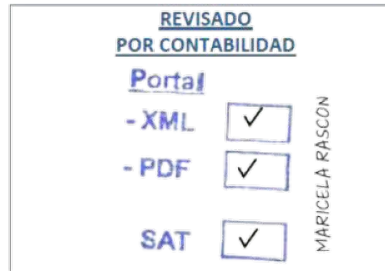 REVISADO
POR CONTABILIDAD
Portal
- XML ✓
- PDF ✓
SAT ✓
MARICELA RASCON